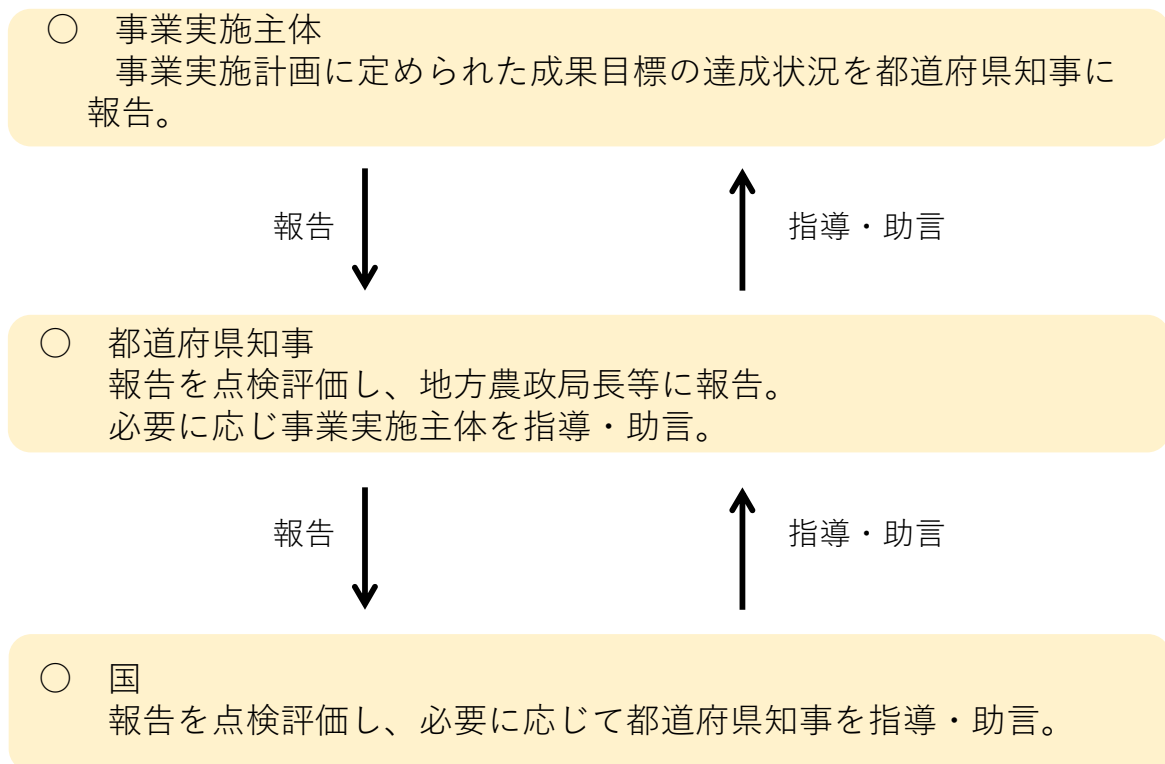 ○　事業実施主体
事業実施計画に定められた成果目標の達成状況を都道府県知事に
報告。
報告
指導・助言
○　都道府県知事
報告を点検評価し、地方農政局長等に報告。
必要に応じ事業実施主体を指導・助言。
報告
指導・助言
○　国
報告を点検評価し、必要に応じて都道府県知事を指導・助言。